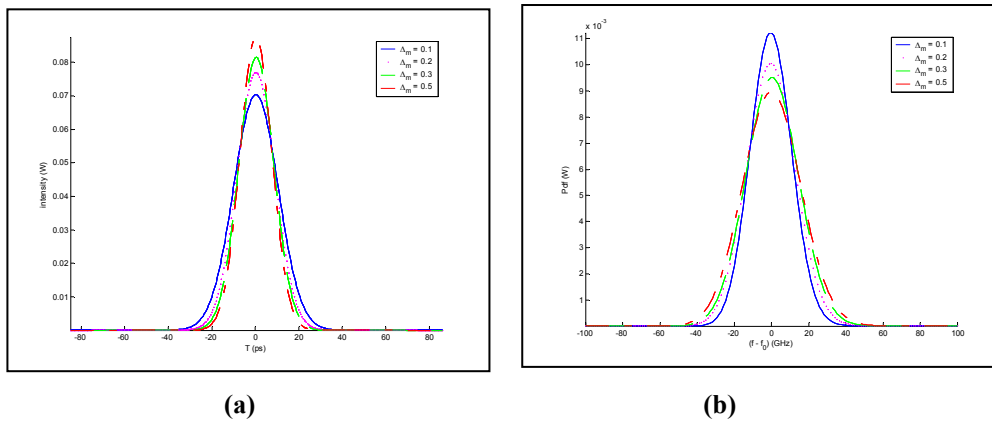 0.08
0.07
0.06
0.05
0.04
0.03
0.02
0.01
intensity (W)
-80 -60 -40 -20 0 20 40 60 80
T (ps)
Δm = 0.1
Δm = 0.2
Δm = 0.3
Δm = 0.5
(a)
x 10⁻³
11
10
9
8
7
6
5
4
3
2
1
0
Pdf (W)
-100 -80 -60 -40 -20 0 20 40 60 80 100
(f - f₀) (GHz)
Δm = 0.1
Δm = 0.2
Δm = 0.3
Δm = 0.5
(b)